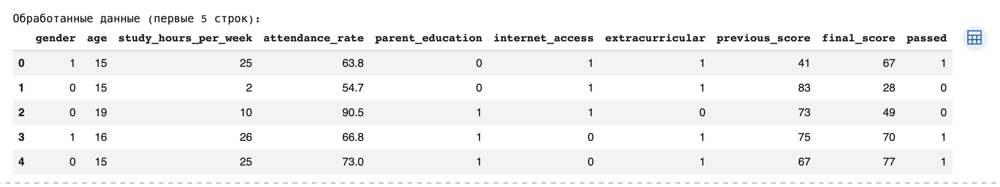 Обработанные данные (первые 5 строк):
gender age study_hours_per_week attendance_rate parent_education internet_access extracurricular previous_score final_score passed
0 1 15 25 63.8 0 1 1 41 67 1
1 0 15 2 54.7 0 1 1 83 28 0
2 0 19 10 90.5 1 1 0 73 49 0
3 1 16 26 66.8 1 0 1 75 70 1
4 0 15 25 73.0 1 0 1 67 77 1